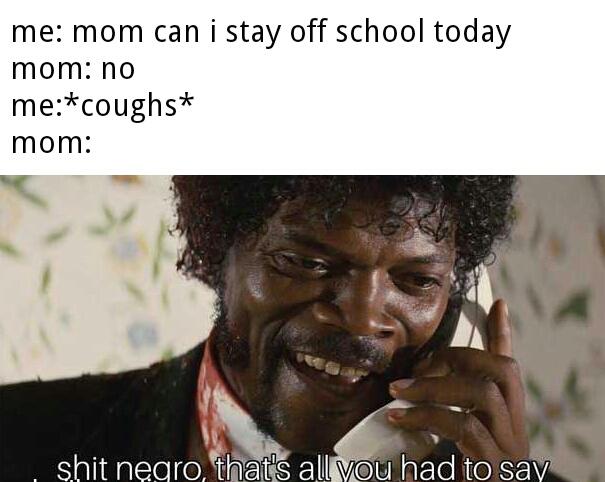 me: mom can i stay off school today
mom: no
me:*coughs*
mom:
shit negro, that's all you had to say